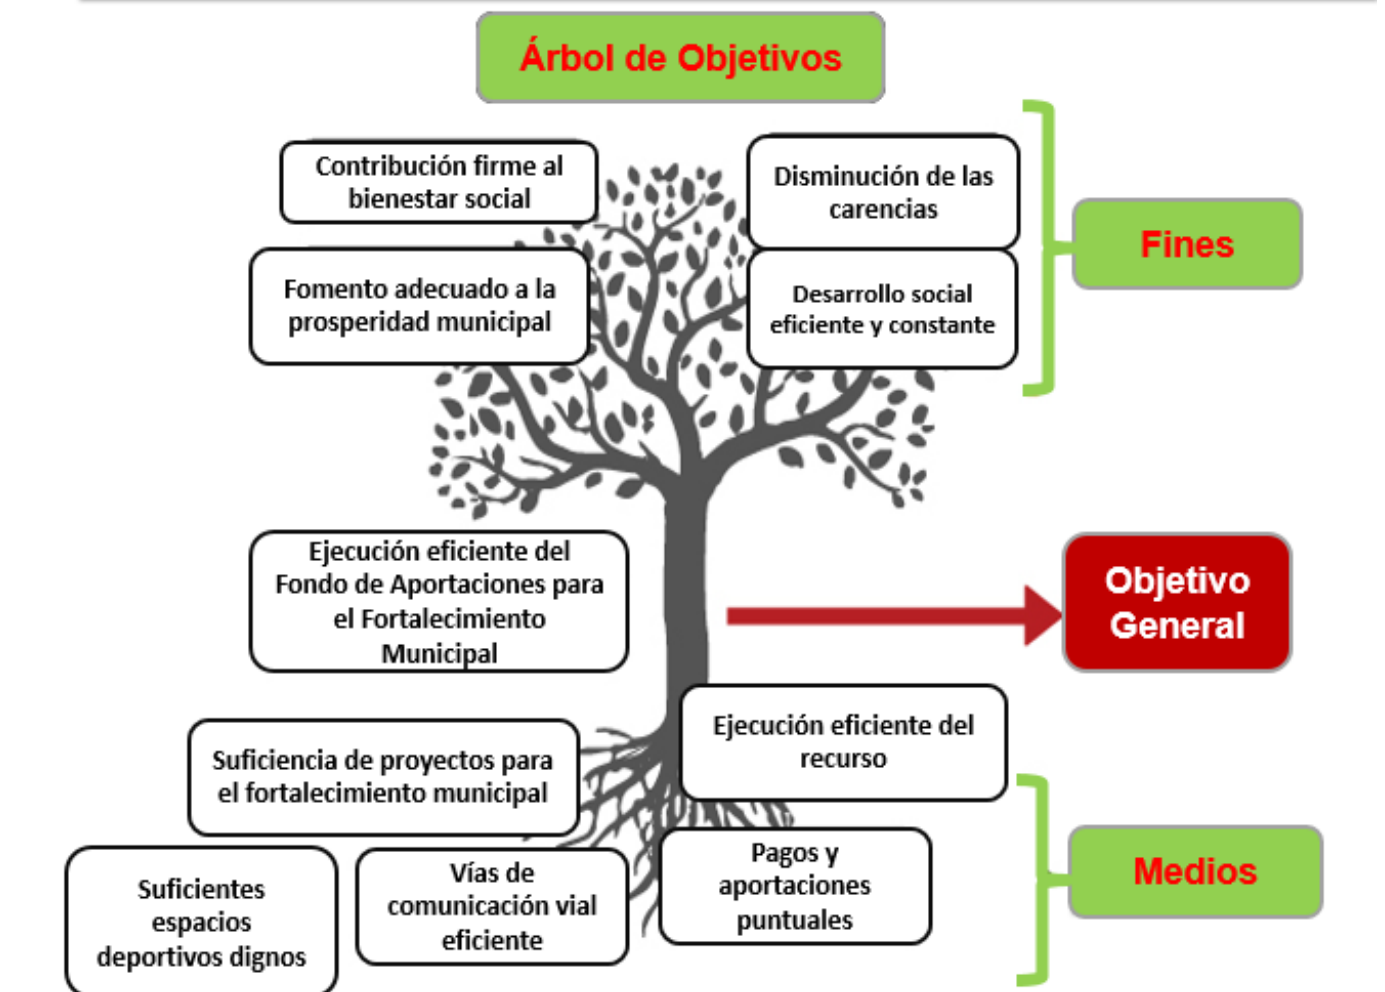 Árbol de Objetivos
Contribución firme al
bienestar social
Disminución de las
carencias
Fines
Fomento adecuado a la
prosperidad municipal
Desarrollo social
eficiente y constante
Ejecución eficiente del
Fondo de Aportaciones para
el Fortalecimiento
Municipal
Objetivo
General
Ejecución eficiente del
recurso
Suficiencia de proyectos para
el fortalecimiento municipal
Suficientes
espacios
deportivos dignos
Vías de
comunicación vial
eficiente
Pagos y
aportaciones
puntuales
Medios